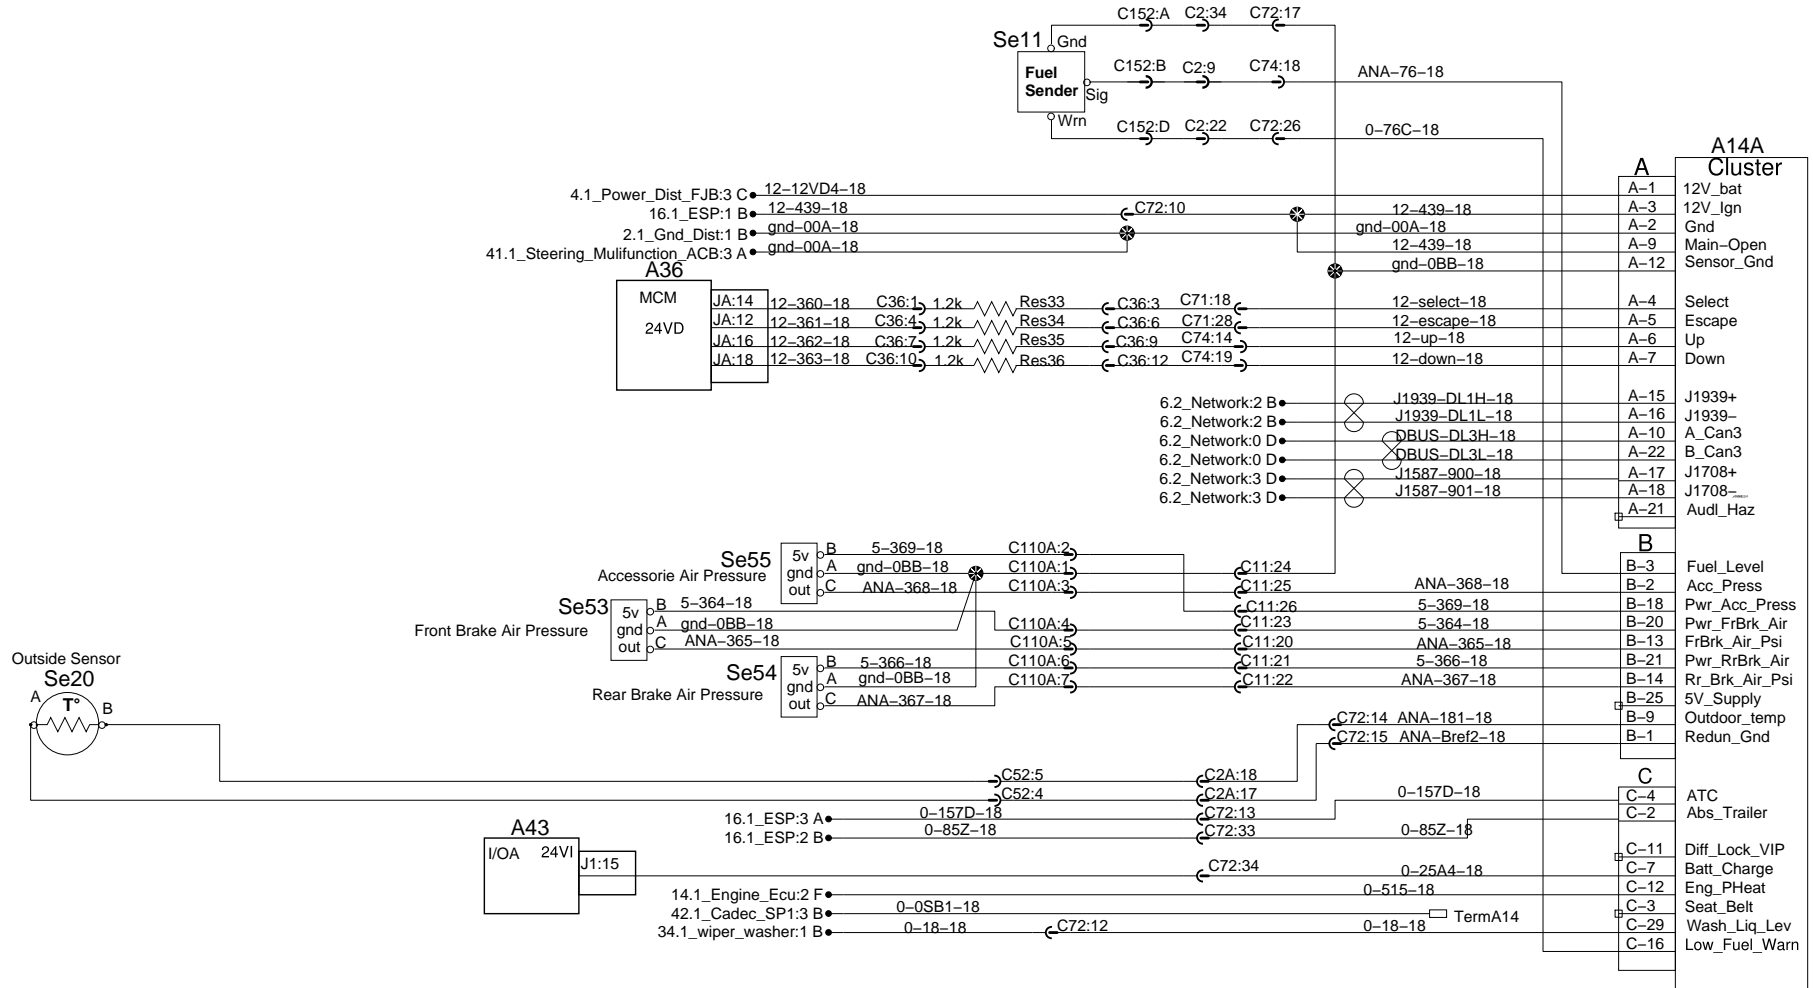 C152:A C2:34 C72:17
Se11 Gnd
Fuel Sender
C152:B C2:9 C74:18 ANA-76-18
Sig
Wrn
C152:D C2:22 C72:26 0-76C-18
A14A
Cluster
A
4.1_Power_Dist_FJB:3 C 12-12VD4-18 A-1 12V_bat
16.1_ESP:1 B 12-439-18 C72:10 12-439-18 A-3 12V_Ign
2.1_Gnd_Dist:1 B gnd-00A-18 gnd-00A-18 A-2 Gnd
41.1_Steering_Mulifunction_ACB:3 A gnd-00A-18 12-439-18 A-9 Main-Open
gnd-0BB-18 A-12 Sensor_Gnd
A36
MCM
24VD
JA:14 12-360-18 C36:1 1.2k Res33 C36:3 C71:18 12-select-18 A-4 Select
JA:12 12-361-18 C36:4 1.2k Res34 C36:6 C71:28 12-escape-18 A-5 Escape
JA:16 12-362-18 C36:7 1.2k Res35 C36:9 C74:14 12-up-18 A-6 Up
JA:18 12-363-18 C36:10 1.2k Res36 C36:12 C74:19 12-down-18 A-7 Down
6.2_Network:2 B J1939-DL1H-18 A-15 J1939+
6.2_Network:2 B J1939-DL1L-18 A-16 J1939-
6.2_Network:0 D DBUS-DL3H-18 A-10 A_Can3
6.2_Network:0 D DBUS-DL3L-18 A-22 B_Can3
6.2_Network:3 D J1587-900-18 A-17 J1708+
6.2_Network:3 D J1587-901-18 A-18 J1708-
A-21 Audl_Haz
B
Se55
Accessorie Air Pressure
5v B 5-369-18 C110A:2
gnd A gnd-0BB-18 C110A:1 C11:24 B-3 Fuel_Level
out C ANA-368-18 C110A:3 C11:25 ANA-368-18 B-2 Acc_Press
Se53
Front Brake Air Pressure
5v B 5-364-18 C11:26 5-369-18 B-18 Pwr_Acc_Press
gnd A gnd-0BB-18 C110A:4 C11:23 5-364-18 B-20 Pwr_FrBrk_Air
out C ANA-365-18 C110A:5 C11:20 ANA-365-18 B-13 FrBrk_Air_Psi
Se54
Rear Brake Air Pressure
5v B 5-366-18 C110A:6 C11:21 5-366-18 B-21 Pwr_RrBrk_Air
gnd A gnd-0BB-18 C110A:7 C11:22 ANA-367-18 B-14 Rr_Brk_Air_Psi
out C ANA-367-18 B-25 5V_Supply
Outside Sensor
Se20
A T° B
C72:14 ANA-181-18 B-9 Outdoor_temp
C72:15 ANA-Bref2-18 B-1 Redun_Gnd
C52:5 C2A:18
C
C52:4 C2A:17 0-157D-18 C-4 ATC
16.1_ESP:3 A 0-157D-18 C72:13 C-2 Abs_Trailer
16.1_ESP:2 B 0-85Z-18 C72:33 0-85Z-18
A43
I/OA 24VI
J1:15
C-11 Diff_Lock_VIP
C72:34 0-25A4-18 C-7 Batt_Charge
14.1_Engine_Ecu:2 F 0-515-18 C-12 Eng_PHeat
42.1_Cadec_SP1:3 B 0-0SB1-18 TermA14 C-3 Seat_Belt
34.1_wiper_washer:1 B 0-18-18 C72:12 0-18-18 C-29 Wash_Liq_Lev
C-16 Low_Fuel_Warn